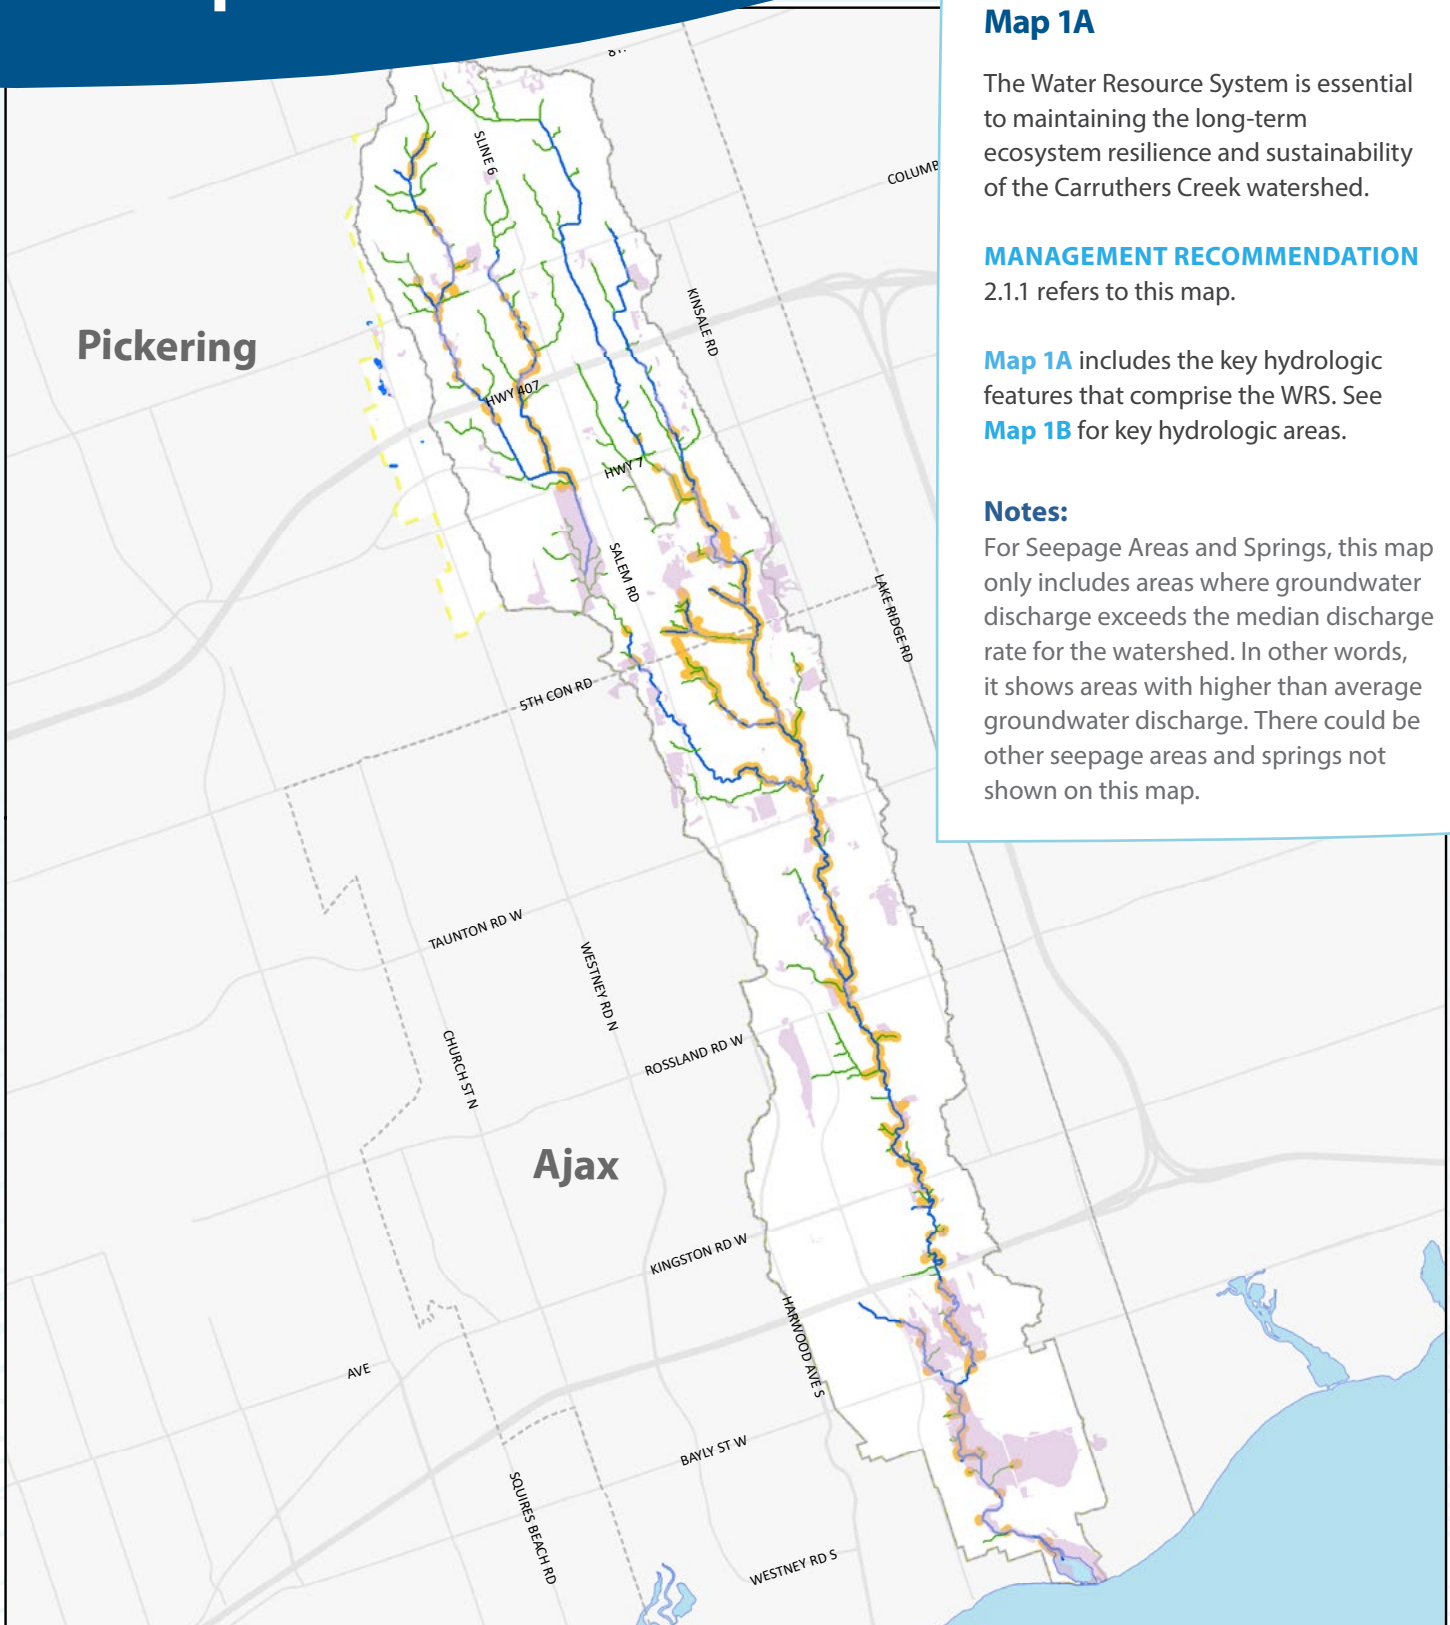 Map 1A
The Water Resource System is essential
to maintaining the long-term
ecosystem resilience and sustainability
of the Carruthers Creek watershed.
MANAGEMENT RECOMMENDATION
2.1.1 refers to this map.
Map 1A includes the key hydrologic
features that comprise the WRS. See
Map 1B for key hydrologic areas.
Notes:
For Seepage Areas and Springs, this map
only includes areas where groundwater
discharge exceeds the median discharge
rate for the watershed. In other words,
it shows areas with higher than average
groundwater discharge. There could be
other seepage areas and springs not
shown on this map.
SLINE 6
COLUMB
KINSALE RD
Pickering
HWY 407
HWY 7
SALEM RD
LAKE RIDGE RD
5TH CON RD
TAUNTON RD W
WESTNEY RD N
CHURCH ST N
ROSSLAND RD W
Ajax
KINGSTON RD W
HARWOOD AVE S
AVE
BAYLY ST W
SQUIRES BEACH RD
WESTNEY RD S